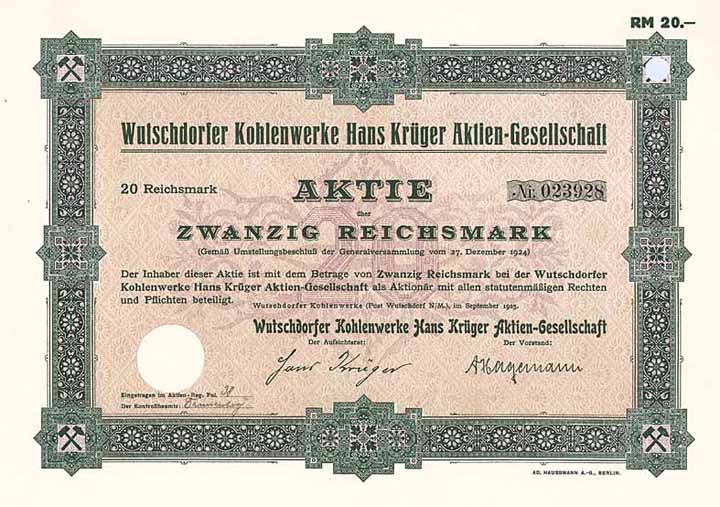 RM 20.—
Wutschdorfer Kohlenwerke Hans Krüger Aktien-Gesellschaft
20 Reichsmark AKTIE Nr. 023928
über
ZWANZIG REICHSMARK
(Gemäß Umstellungsbeschluß der Generalversammlung vom 27. Dezember 1924)
Der Inhaber dieser Aktie ist mit dem Betrage von Zwanzig Reichsmark bei der Wutschdorfer
Kohlenwerke Hans Krüger Aktien-Gesellschaft als Aktionär mit allen statutenmäßigen Rechten
und Pflichten beteiligt.
Wutschdorfer Kohlenwerke (Post Wutschdorf N/M.), im September 1925.
Wutschdorfer Kohlenwerke Hans Krüger Aktien-Gesellschaft
Der Aufsichtsrat: Der Vorstand:
Hans Krüger AHagemann
Eingetragen im Aktien-Reg. Fol. 38
Der Kontrollbeamte:
AD. HAUSSMANN A.-G., BERLIN.